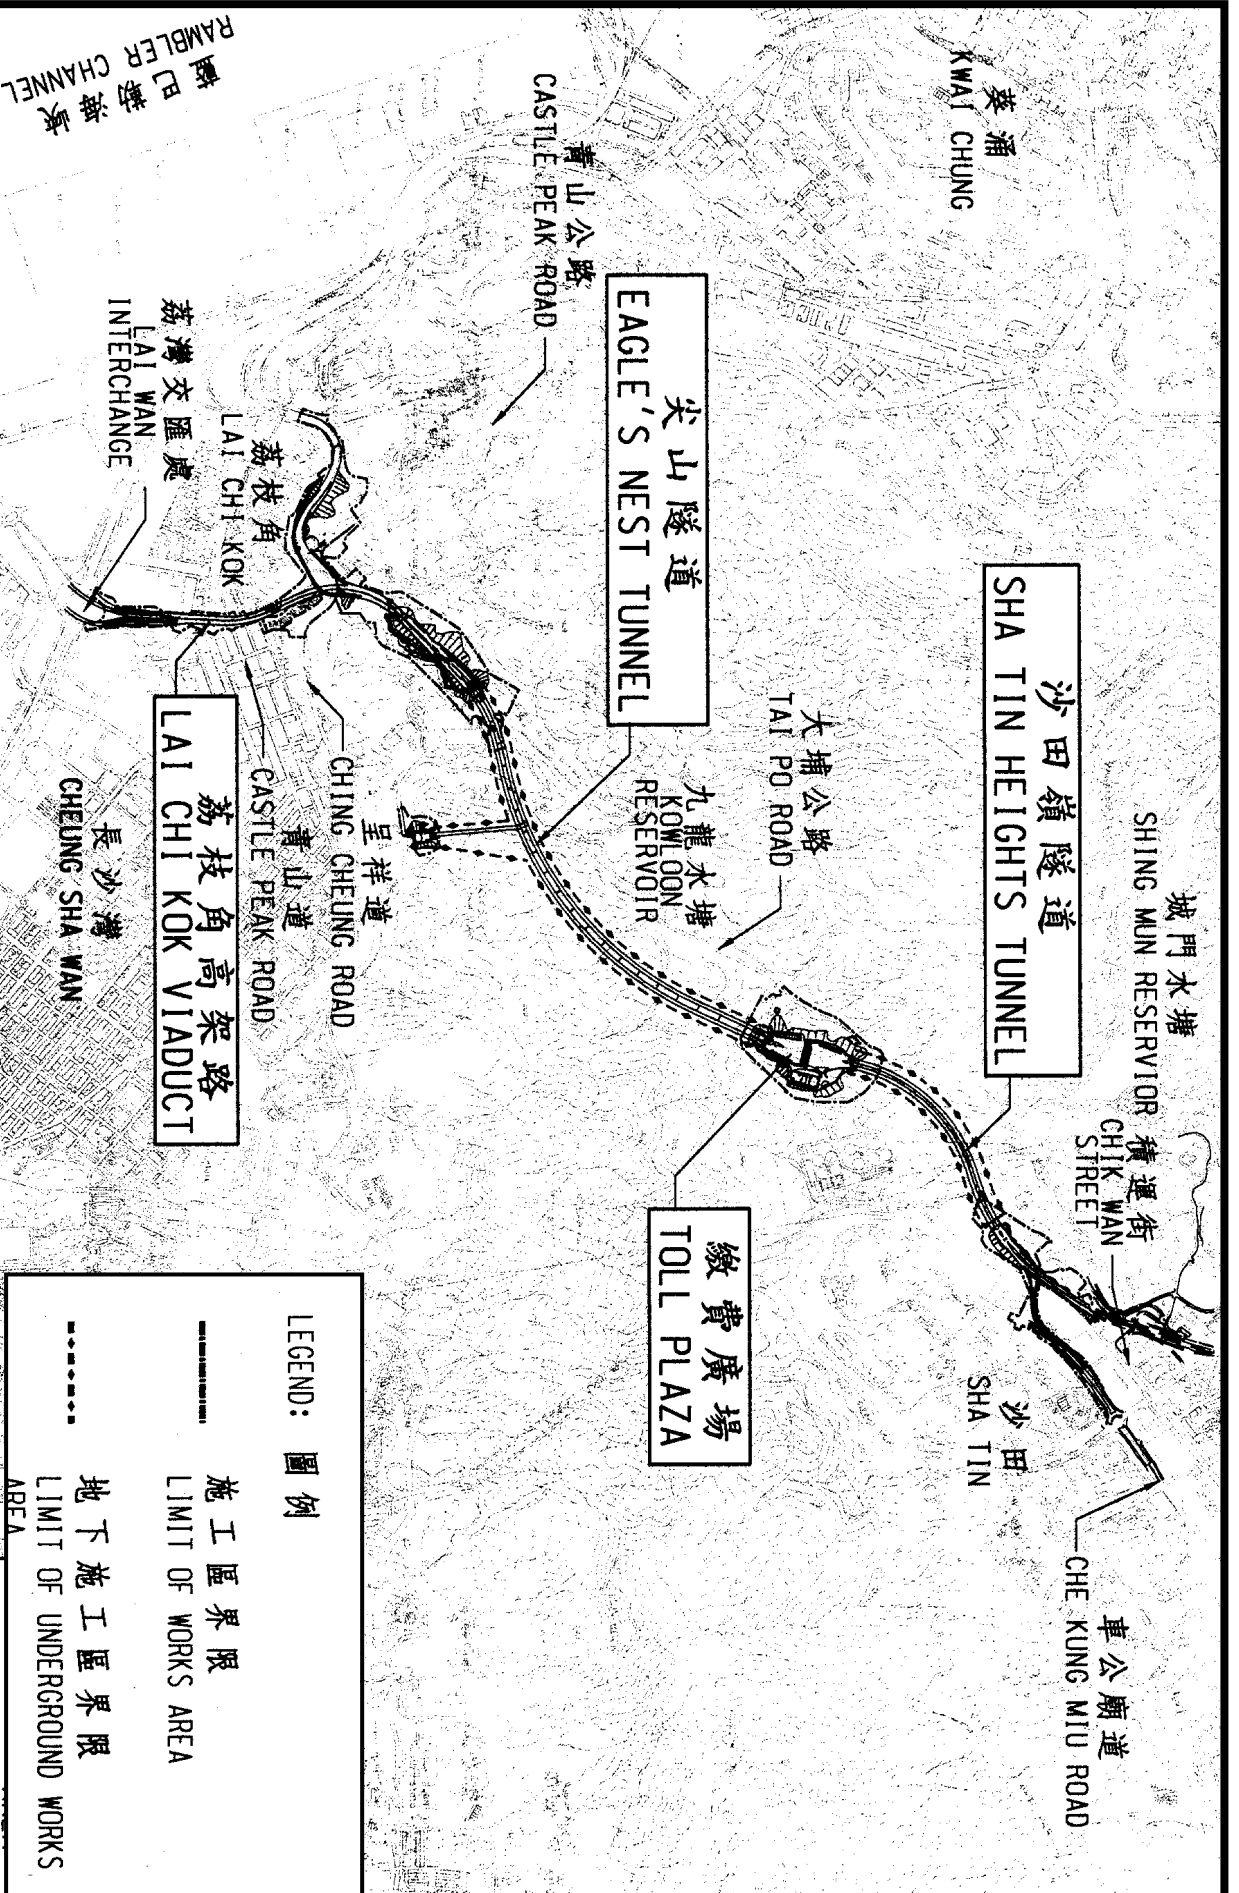 藍巴勒海峽
RAMBLER CHANNEL
葵涌
KWAI CHUNG
青山公路
CASTLE PEAK ROAD
尖山隧道
EAGLE'S NEST TUNNEL
沙田嶺隧道
SHA TIN HEIGHTS TUNNEL
城門水塘
SHING MUN RESERVIOR
積運街
CHIK WAN
STREET
大埔公路
TAI PO ROAD
九龍水塘
KOWLOON
RESERVOIR
荔灣交匯處
LAI WAN
INTERCHANGE
荔枝角
LAI CHI KOK
呈祥道
CHING CHEUNG ROAD
青山道
CASTLE PEAK ROAD
荔枝角高架路
LAI CHI KOK VIADUCT
長沙灣
CHEUNG SHA WAN
繳費廣場
TOLL PLAZA
沙田
SHA TIN
車公廟道
CHE KUNG MIU ROAD
LEGEND: 圖例
施工區界限
LIMIT OF WORKS AREA
地下施工區界限
LIMIT OF UNDERGROUND WORKS
AREA